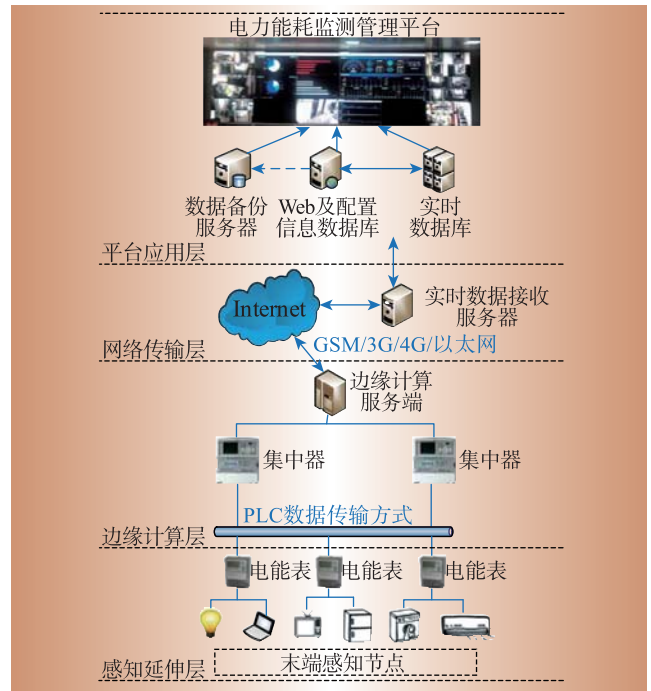 电力能耗监测管理平台
数据备份
服务器
Web及配置
信息数据库
实时
数据库
平台应用层
Internet
实时数据接收
服务器
GSM/3G/4G/以太网
网络传输层
边缘计算
服务端
集中器
集中器
PLC数据传输方式
边缘计算层
电能表
电能表
电能表
末端感知节点
感知延伸层